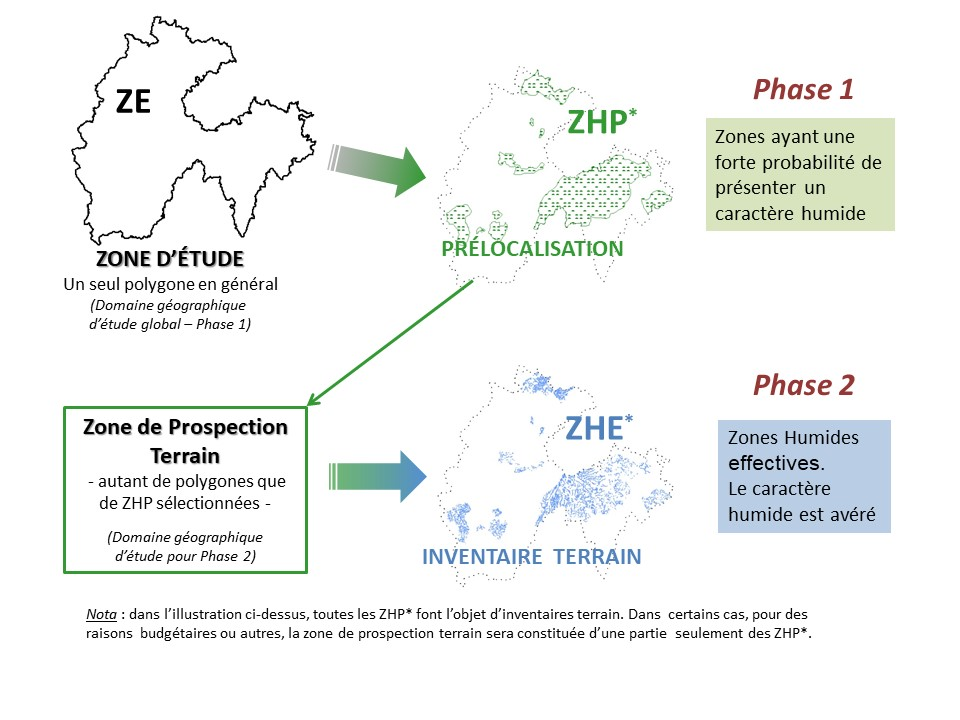 ZE
ZONE D’ÉTUDE
Un seul polygone en général
(Domaine géographique
d’étude global – Phase 1)
ZHP*
PRÉLOCALISATION
Phase 1
Zones ayant une
forte probabilité de
présenter un
caractère humide
Zone de Prospection
Terrain
- autant de polygones que
de ZHP sélectionnées -
(Domaine géographique
d’étude pour Phase 2)
ZHE*
INVENTAIRE TERRAIN
Phase 2
Zones Humides
effectives.
Le caractère
humide est avéré
Nota : dans l’illustration ci-dessus, toutes les ZHP* font l’objet d’inventaires terrain. Dans certains cas, pour des
raisons budgétaires ou autres, la zone de prospection terrain sera constituée d’une partie seulement des ZHP*.